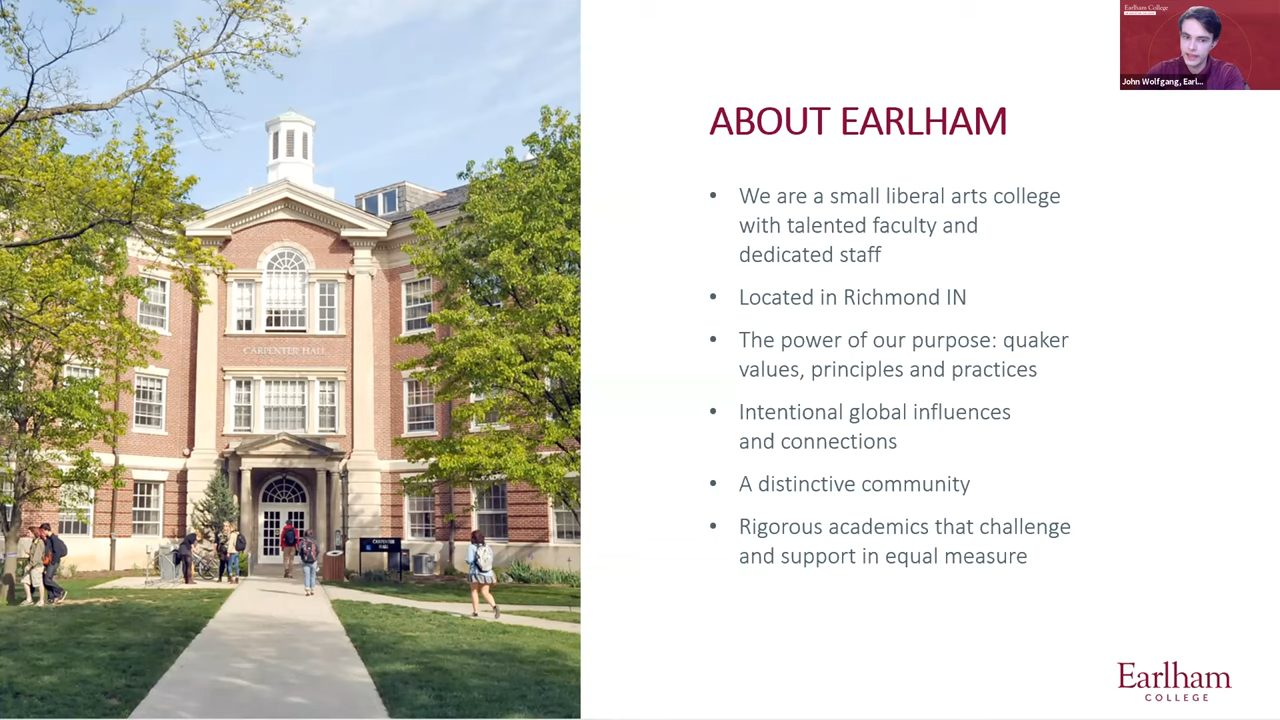 Earlham College
John Wolfgang, Earl...
ABOUT EARLHAM
• We are a small liberal arts college
with talented faculty and
dedicated staff
• Located in Richmond IN
• The power of our purpose: quaker
values, principles and practices
• Intentional global influences
and connections
• A distinctive community
• Rigorous academics that challenge
and support in equal measure
CARPENTER HALL
CARPENTER
HALL
Earlham
COLLEGE